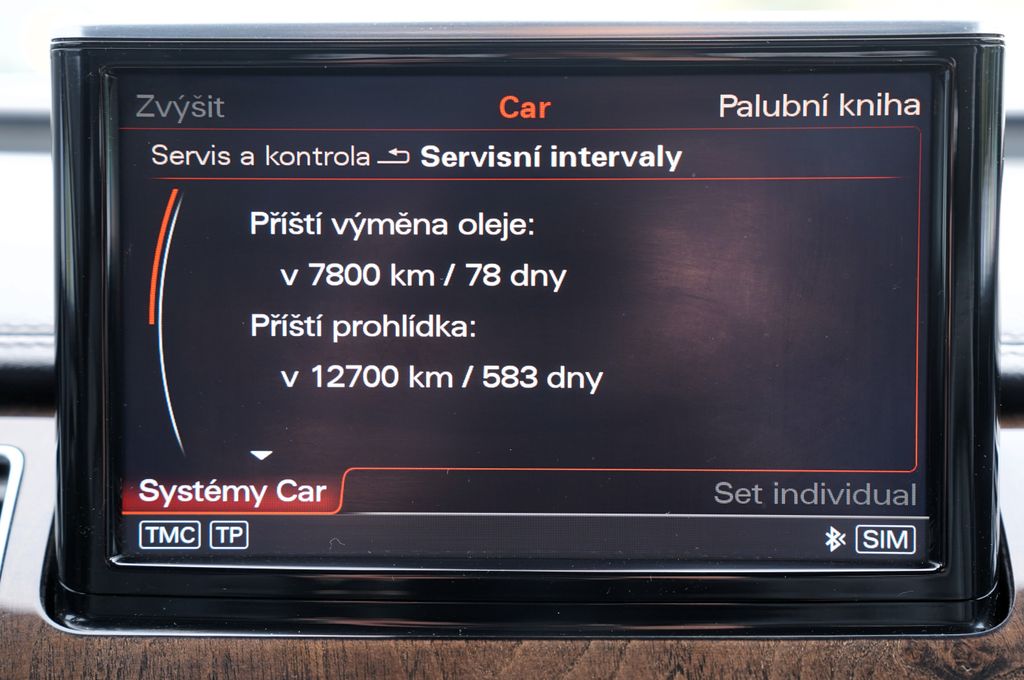 Zvýšit Car Palubní kniha
Servis a kontrola Servisní intervaly
Příští výměna oleje:
v 7800 km / 78 dny
Příští prohlídka:
v 12700 km / 583 dny
Systémy Car Set individual
TMC TP SIM